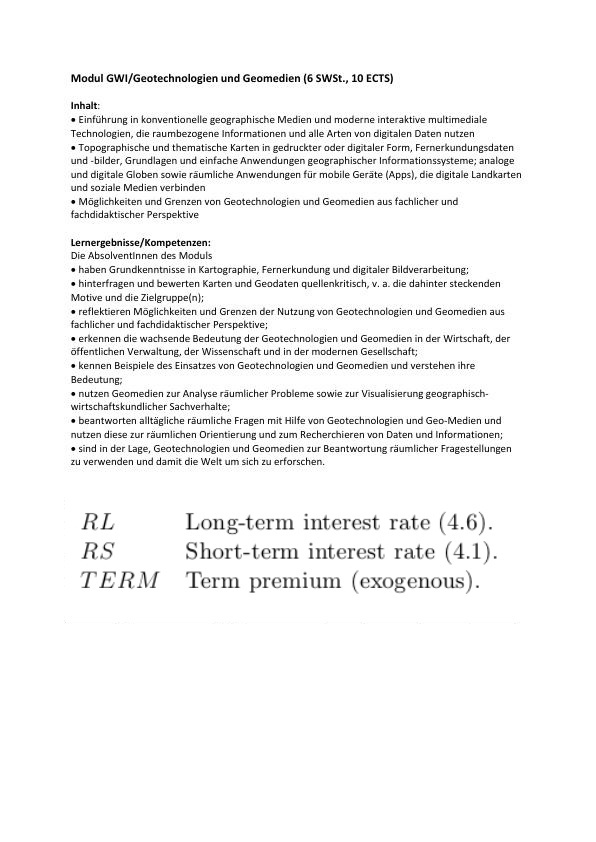 Modul GWI/Geotechnologien und Geomedien (6 SWSt., 10 ECTS)
Inhalt:
• Einführung in konventionelle geographische Medien und moderne interaktive multimediale
Technologien, die raumbezogene Informationen und alle Arten von digitalen Daten nutzen
• Topographische und thematische Karten in gedruckter oder digitaler Form, Fernerkundungsdaten
und -bilder, Grundlagen und einfache Anwendungen geographischer Informationssysteme; analoge
und digitale Globen sowie räumliche Anwendungen für mobile Geräte (Apps), die digitale Landkarten
und soziale Medien verbinden
• Möglichkeiten und Grenzen von Geotechnologien und Geomedien aus fachlicher und
fachdidaktischer Perspektive
Lernergebnisse/Kompetenzen:
Die AbsolventInnen des Moduls
• haben Grundkenntnisse in Kartographie, Fernerkundung und digitaler Bildverarbeitung;
• hinterfragen und bewerten Karten und Geodaten quellenkritisch, v. a. die dahinter steckenden
Motive und die Zielgruppe(n);
• reflektieren Möglichkeiten und Grenzen der Nutzung von Geotechnologien und Geomedien aus
fachlicher und fachdidaktischer Perspektive;
• erkennen die wachsende Bedeutung der Geotechnologien und Geomedien in der Wirtschaft, der
öffentlichen Verwaltung, der Wissenschaft und in der modernen Gesellschaft;
• kennen Beispiele des Einsatzes von Geotechnologien und Geomedien und verstehen ihre
Bedeutung;
• nutzen Geomedien zur Analyse räumlicher Probleme sowie zur Visualisierung geographisch-
wirtschaftskundlicher Sachverhalte;
• beantworten alltägliche räumliche Fragen mit Hilfe von Geotechnologien und Geo-Medien und
nutzen diese zur räumlichen Orientierung und zum Recherchieren von Daten und Informationen;
• sind in der Lage, Geotechnologien und Geomedien zur Beantwortung räumlicher Fragestellungen
zu verwenden und damit die Welt um sich zu erforschen.
RL Long-term interest rate (4.6).
RS Short-term interest rate (4.1).
TERM Term premium (exogenous).